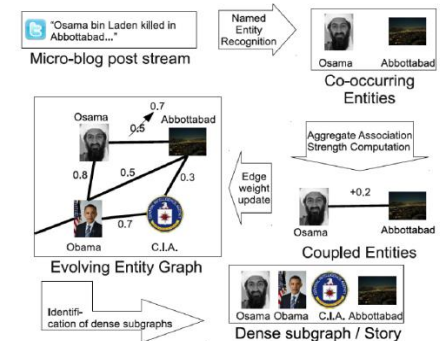 "Osama bin Laden killed in
Abbottabad..."
Micro-blog post stream
Named
Entity
Recognition
Osama Abbottabad
Co-occurring
Entities
Aggregate Association
Strength Computation
+0,2
Osama
Abbottabad
Coupled Entities
Edge
weight
update
0.7
Osama
Abbottabad
0.5
0.8
0.5
0.3
0.7
Obama
C.I.A.
Evolving Entity Graph
Identifi-
cation of dense subgraphs
Osama Obama C.I.A. Abbottabad
Dense subgraph / Story